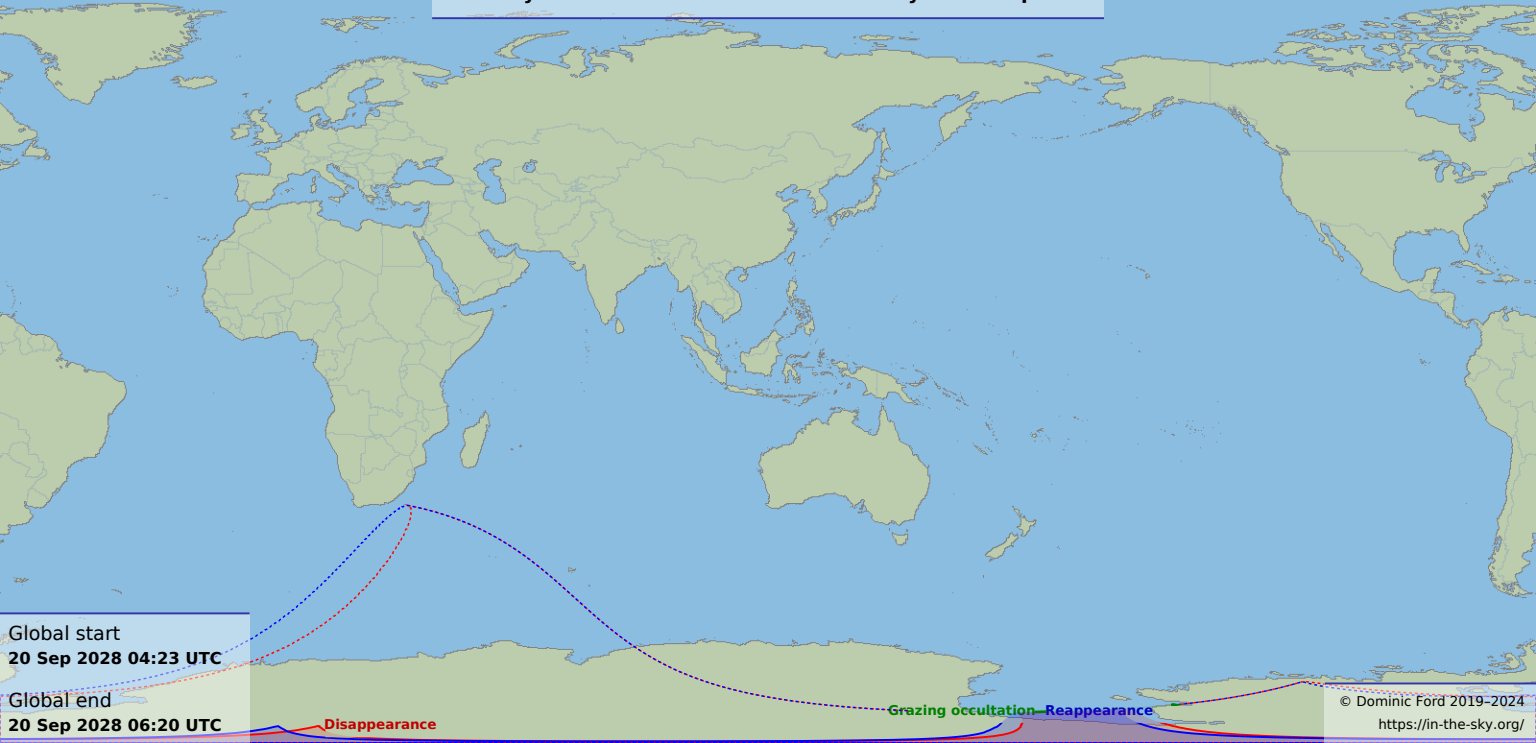 Global start
20 Sep 2028 04:23 UTC
Global end
20 Sep 2028 06:20 UTC
Disappearance
Grazing occultation
Reappearance
© Dominic Ford 2019–2024
https://in-the-sky.org/